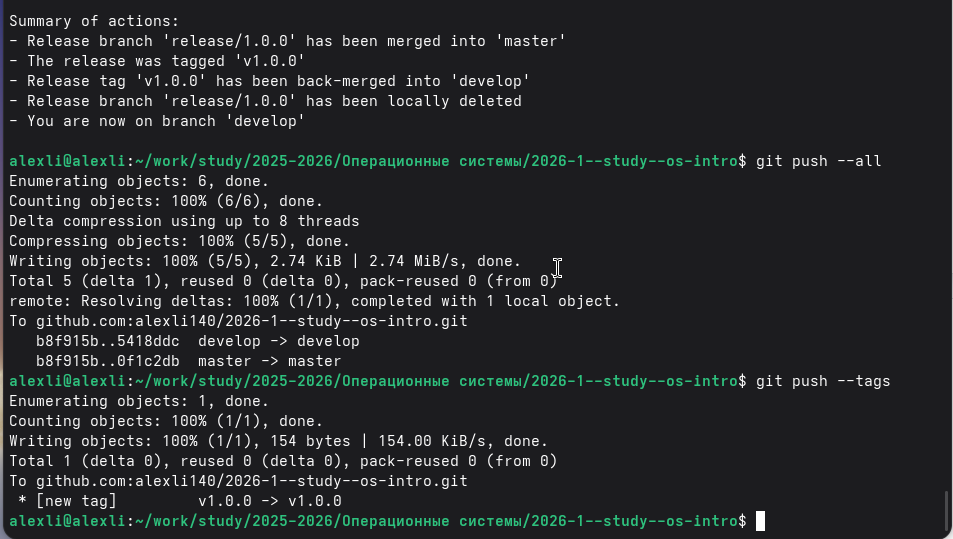 Summary of actions:
- Release branch 'release/1.0.0' has been merged into 'master'
- The release was tagged 'v1.0.0'
- Release tag 'v1.0.0' has been back-merged into 'develop'
- Release branch 'release/1.0.0' has been locally deleted
- You are now on branch 'develop'
alexli@alexli:~/work/study/2025-2026/Операционные системы/2026-1--study--os-intro$ git push --all
Enumerating objects: 6, done.
Counting objects: 100% (6/6), done.
Delta compression using up to 8 threads
Compressing objects: 100% (5/5), done.
Writing objects: 100% (5/5), 2.74 KiB | 2.74 MiB/s, done.
Total 5 (delta 1), reused 0 (delta 0), pack-reused 0 (from 0)
remote: Resolving deltas: 100% (1/1), completed with 1 local object.
To github.com:alexli140/2026-1--study--os-intro.git
   b8f915b..5418ddc  develop -> develop
   b8f915b..0f1c2db  master -> master
alexli@alexli:~/work/study/2025-2026/Операционные системы/2026-1--study--os-intro$ git push --tags
Enumerating objects: 1, done.
Counting objects: 100% (1/1), done.
Writing objects: 100% (1/1), 154 bytes | 154.00 KiB/s, done.
Total 1 (delta 0), reused 0 (delta 0), pack-reused 0 (from 0)
To github.com:alexli140/2026-1--study--os-intro.git
 * [new tag]         v1.0.0 -> v1.0.0
alexli@alexli:~/work/study/2025-2026/Операционные системы/2026-1--study--os-intro$